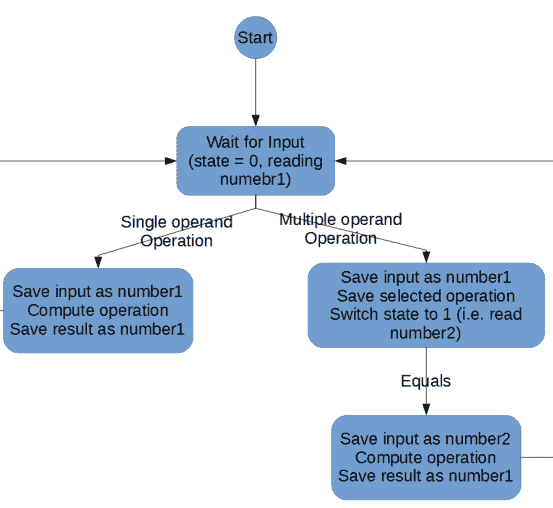 Start
Wait for Input
(state = 0, reading
numebr1)
Single operand
Operation
Multiple operand
Operation
Save input as number1
Compute operation
Save result as number1
Save input as number1
Save selected operation
Switch state to 1 (i.e. read
number2)
Equals
Save input as number2
Compute operation
Save result as number1